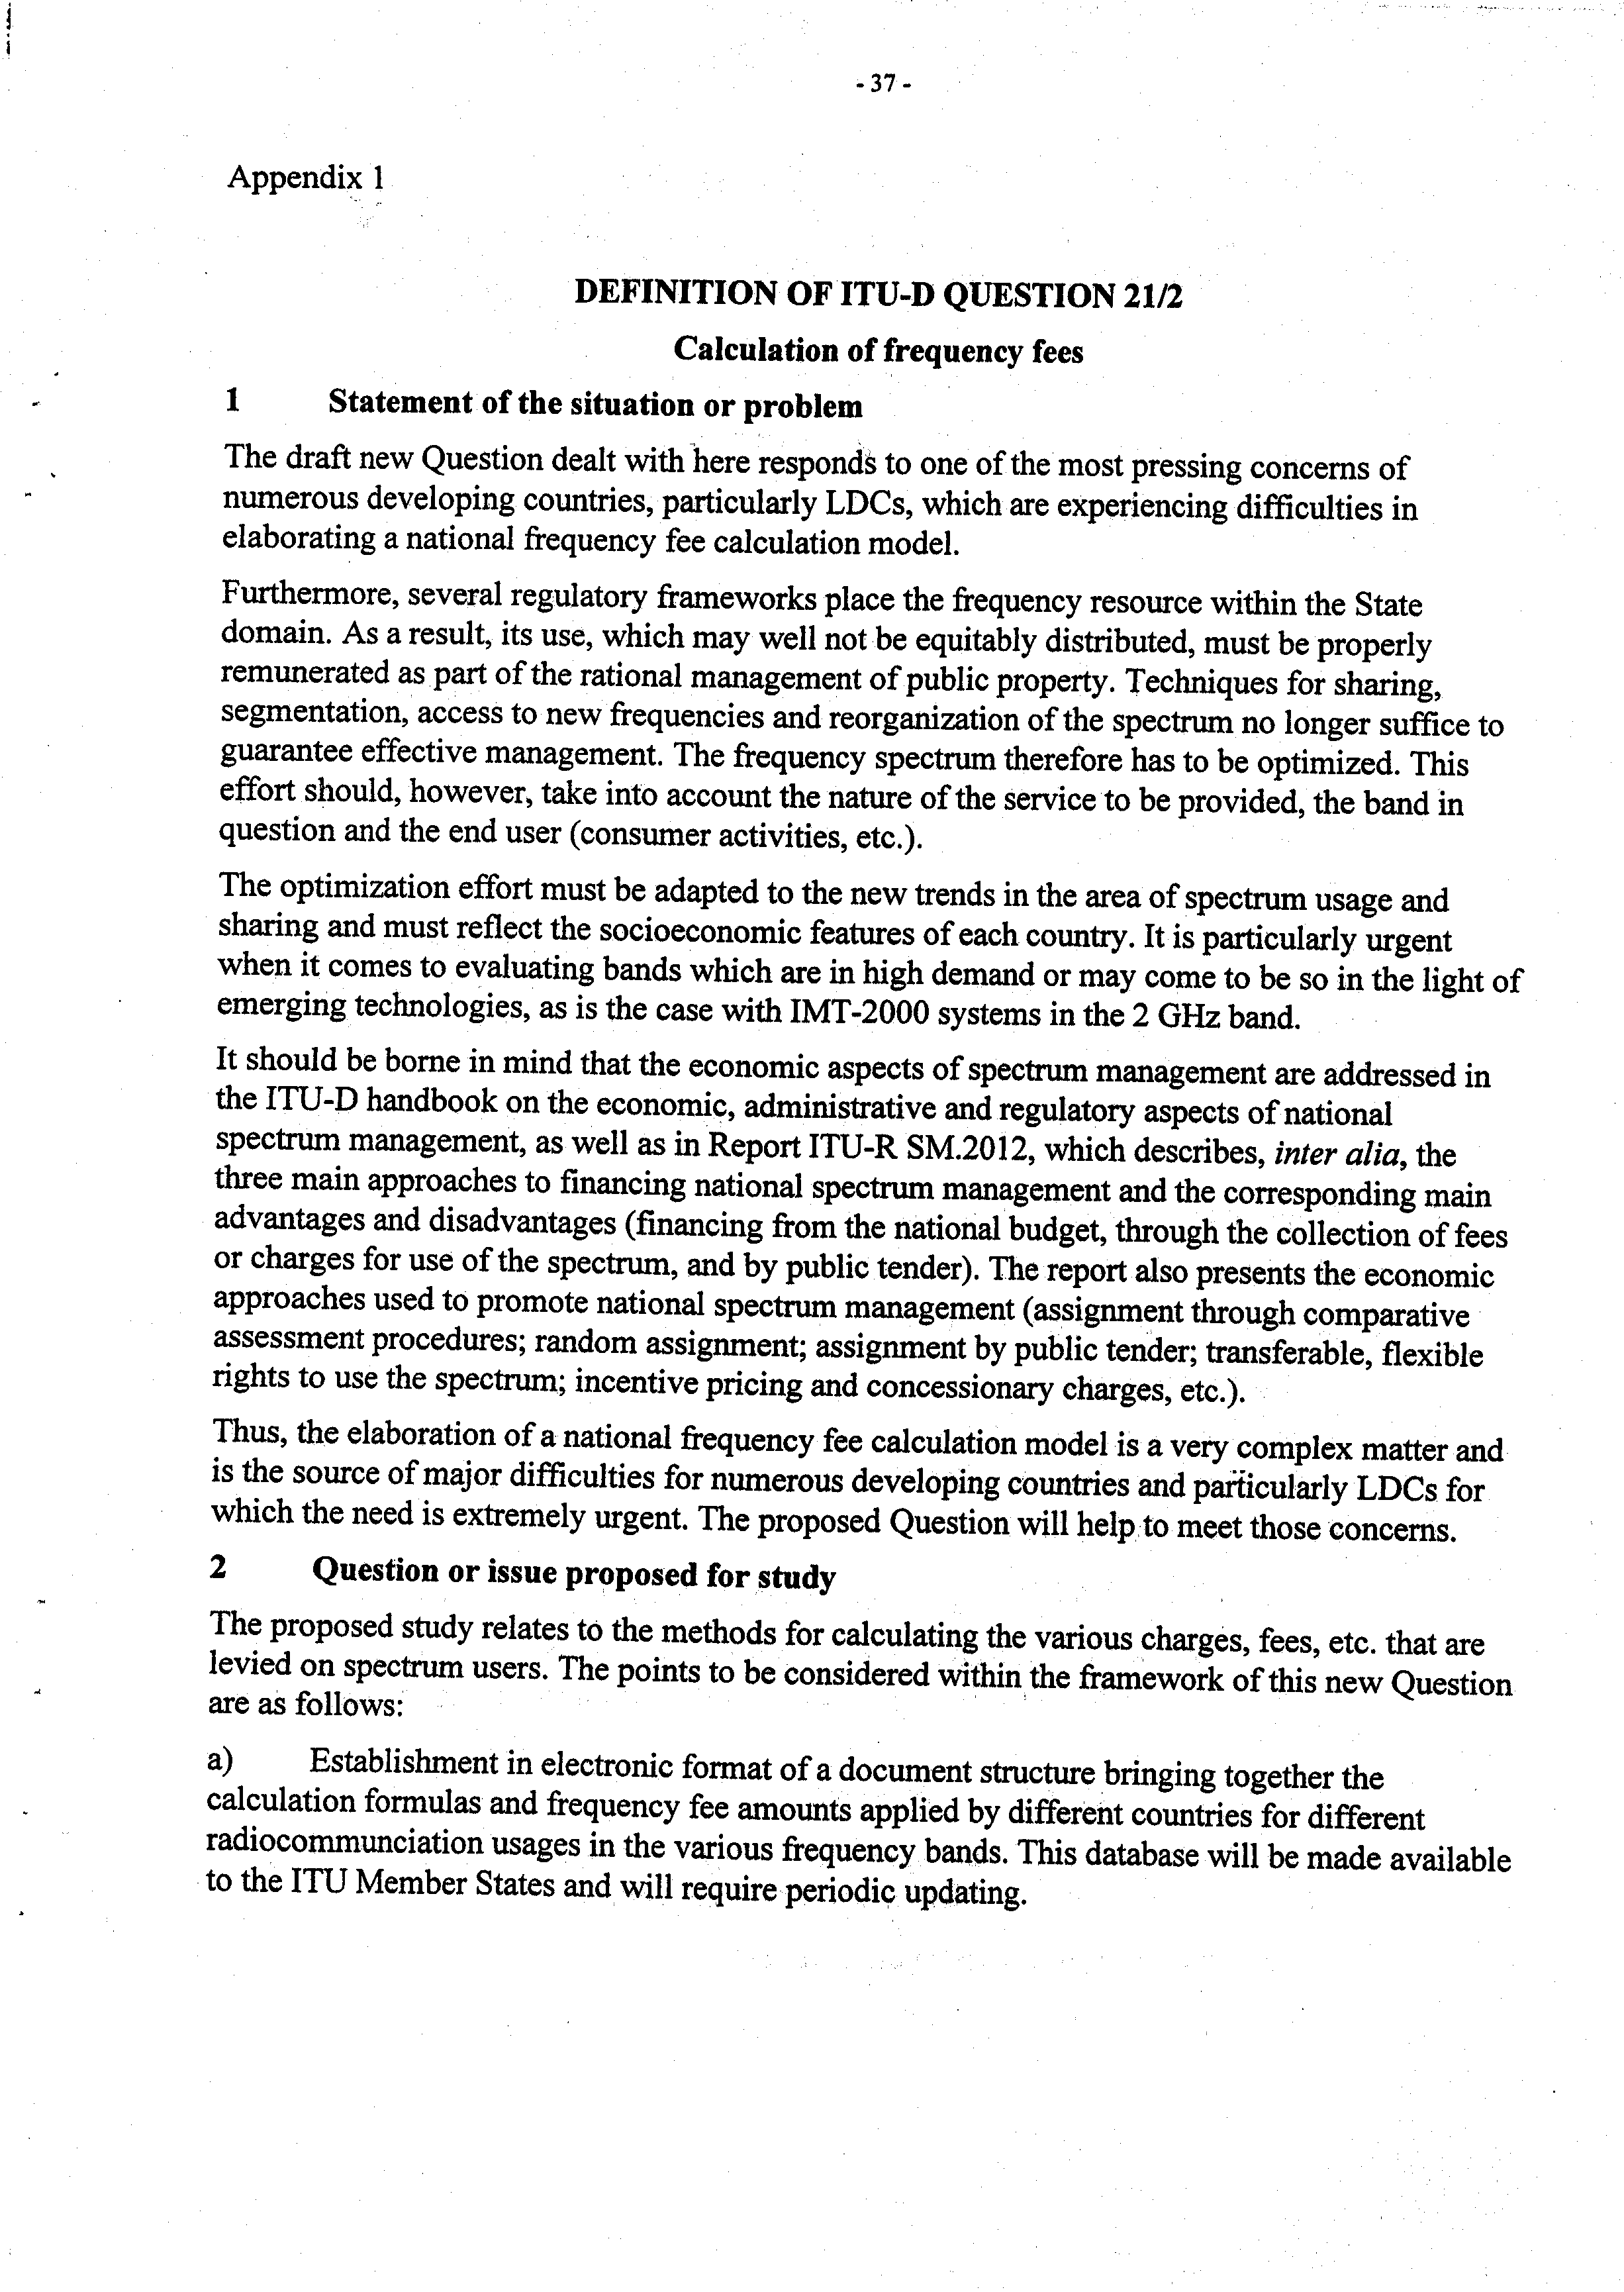 - 37 -
Appendix 1
DEFINITION OF ITU-D QUESTION 21/2
Calculation of frequency fees
1 Statement of the situation or problem
The draft new Question dealt with here responds to one of the most pressing concerns of
numerous developing countries, particularly LDCs, which are experiencing difficulties in
elaborating a national frequency fee calculation model.
Furthermore, several regulatory frameworks place the frequency resource within the State
domain. As a result, its use, which may well not be equitably distributed, must be properly
remunerated as part of the rational management of public property. Techniques for sharing,
segmentation, access to new frequencies and reorganization of the spectrum no longer suffice to
guarantee effective management. The frequency spectrum therefore has to be optimized. This
effort should, however, take into account the nature of the service to be provided, the band in
question and the end user (consumer activities, etc.).
The optimization effort must be adapted to the new trends in the area of spectrum usage and
sharing and must reflect the socioeconomic features of each country. It is particularly urgent
when it comes to evaluating bands which are in high demand or may come to be so in the light of
emerging technologies, as is the case with IMT-2000 systems in the 2 GHz band.
It should be borne in mind that the economic aspects of spectrum management are addressed in
the ITU-D handbook on the economic, administrative and regulatory aspects of national
spectrum management, as well as in Report ITU-R SM.2012, which describes, inter alia, the
three main approaches to financing national spectrum management and the corresponding main
advantages and disadvantages (financing from the national budget, through the collection of fees
or charges for use of the spectrum, and by public tender). The report also presents the economic
approaches used to promote national spectrum management (assignment through comparative
assessment procedures; random assignment; assignment by public tender; transferable, flexible
rights to use the spectrum; incentive pricing and concessionary charges, etc.).
Thus, the elaboration of a national frequency fee calculation model is a very complex matter and
is the source of major difficulties for numerous developing countries and particularly LDCs for
which the need is extremely urgent. The proposed Question will help to meet those concerns.
2 Question or issue proposed for study
The proposed study relates to the methods for calculating the various charges, fees, etc. that are
levied on spectrum users. The points to be considered within the framework of this new Question
are as follows:
a) Establishment in electronic format of a document structure bringing together the
calculation formulas and frequency fee amounts applied by different countries for different
radiocommunciation usages in the various frequency bands. This database will be made available
to the ITU Member States and will require periodic updating.